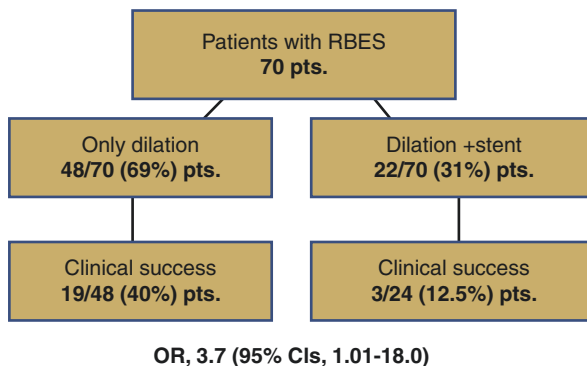 Patients with RBES
70 pts.
Only dilation
48/70 (69%) pts.
Dilation +stent
22/70 (31%) pts.
Clinical success
19/48 (40%) pts.
Clinical success
3/24 (12.5%) pts.
OR, 3.7 (95% CIs, 1.01-18.0)